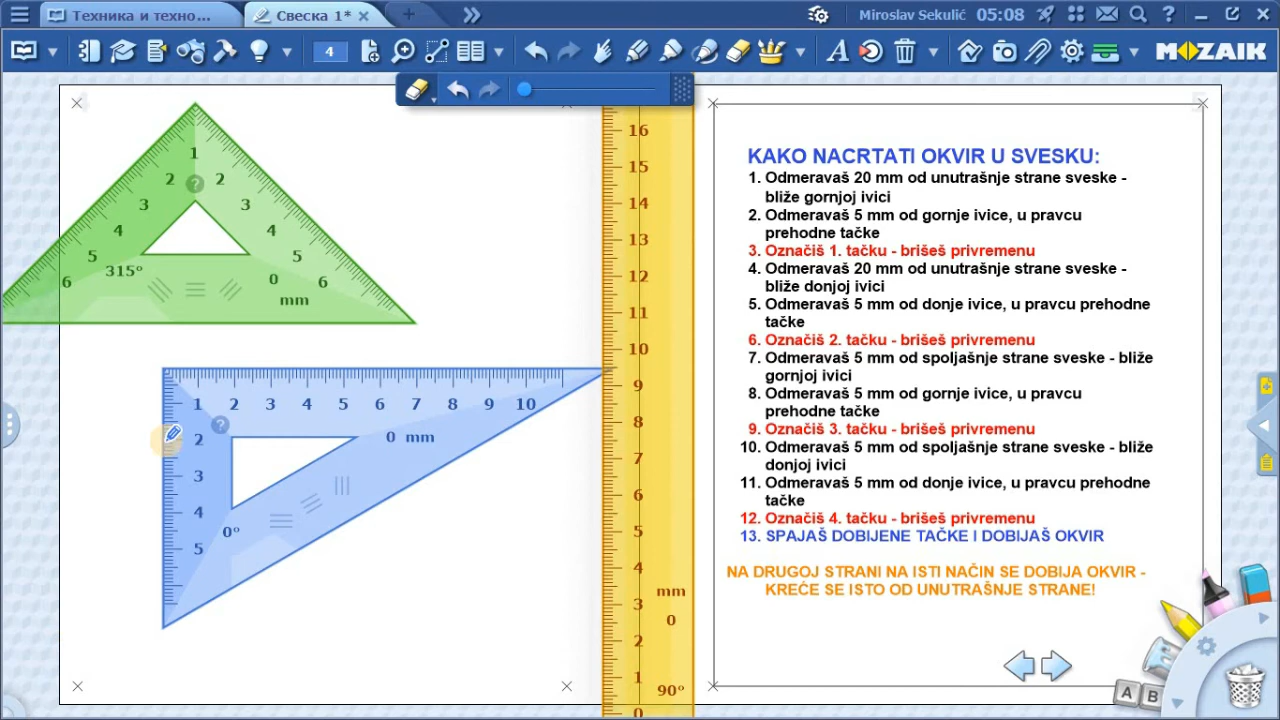 Техника и техно...
Свеска 1*
Miroslav Sekulić 05:08
4
A
MOZAIK
1
2 2
3 3
4 4
5 5
6 6
315°
0
mm
1 2 3 4 5 6 7 8 9 10
2
3
4
5
0 mm
0°
16
15
14
13
12
11
10
9
8
7
6
5
4
3
2
1
0
mm
0
90°
KAKO NACRTATI OKVIR U SVESKU:
1. Odmeravaš 20 mm od unutrašnje strane sveske -
bliže gornjoj ivici
2. Odmeravaš 5 mm od gornje ivice, u pravcu
prehodne tačke
3. Označiš 1. tačku - brišeš privremenu
4. Odmeravaš 20 mm od unutrašnje strane sveske -
bliže donjoj ivici
5. Odmeravaš 5 mm od donje ivice, u pravcu prehodne
tačke
6. Označiš 2. tačku - brišeš privremenu
7. Odmeravaš 5 mm od spoljašnje strane sveske - bliže
gornjoj ivici
8. Odmeravaš 5 mm od gornje ivice, u pravcu
prehodne tačke
9. Označiš 3. tačku - brišeš privremenu
10. Odmeravaš 5 mm od spoljašnje strane sveske - bliže
donjoj ivici
11. Odmeravaš 5 mm od donje ivice, u pravcu prehodne
tačke
12. Označiš 4. tačku - brišeš privremenu
13. SPAJAŠ DOBIJENE TAČKE I DOBIJAŠ OKVIR
NA DRUGOJ STRANI NA ISTI NAČIN SE DOBIJA OKVIR -
KREĆE SE ISTO OD UNUTRAŠNJE STRANE!
A B